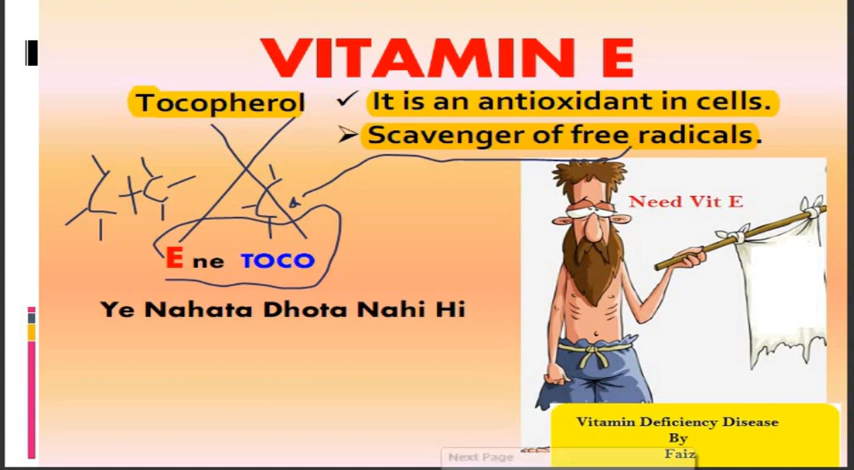 VITAMIN E
Tocopherol ✓ It is an antioxidant in cells.
➢ Scavenger of free radicals.
Need Vit E
E ne TOCO
Ye Nahata Dhota Nahi Hi
Vitamin Deficiency Disease
By
Faiz
Next Page